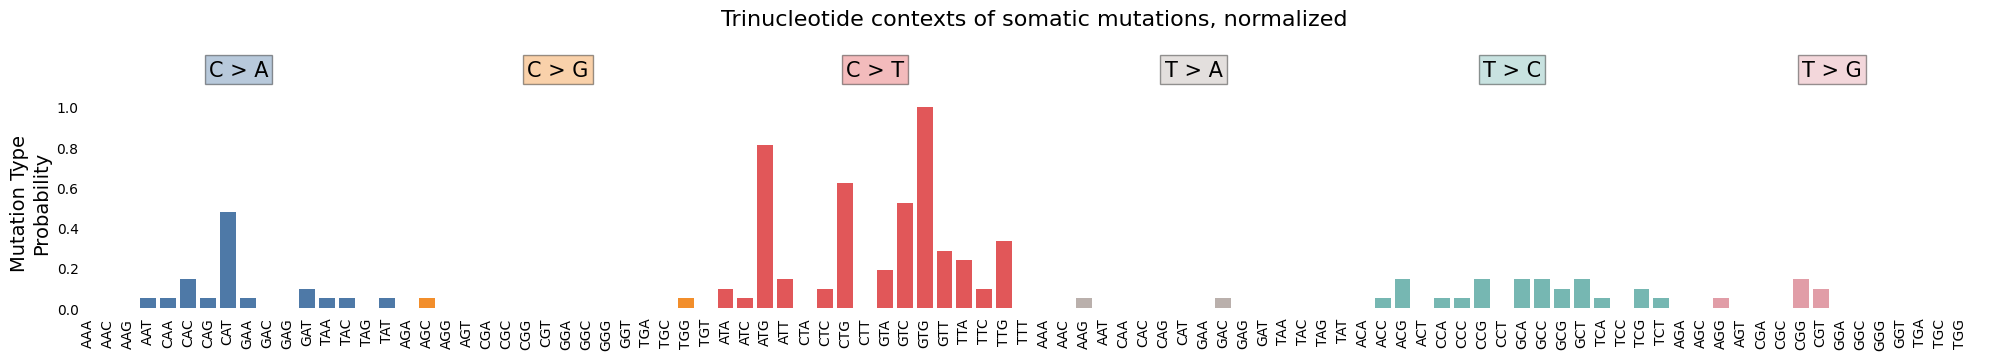 Trinucleotide contexts of somatic mutations, normalized
C > A
C > G
C > T
T > A
T > C
T > G
Mutation Type
Probability
1.0
0.8
0.6
0.4
0.2
0.0
AAA
AAC
AAG
AAT
CAA
CAC
CAG
CAT
GAA
GAC
GAG
GAT
TAA
TAC
TAG
TAT
AGA
AGC
AGG
AGT
CGA
CGC
CGG
CGT
GGA
GGC
GGG
GGT
TGA
TGC
TGG
TGT
ATA
ATC
ATG
ATT
CTA
CTC
CTG
CTT
GTA
GTC
GTG
GTT
TTA
TTC
TTG
TTT
AAA
AAC
AAG
AAT
CAA
CAC
CAG
CAT
GAA
GAC
GAG
GAT
TAA
TAC
TAG
TAT
ACA
ACC
ACG
ACT
CCA
CCC
CCG
CCT
GCA
GCC
GCG
GCT
TCA
TCC
TCG
TCT
AGA
AGC
AGG
AGT
CGA
CGC
CGG
CGT
GGA
GGC
GGG
GGT
TGA
TGC
TGG